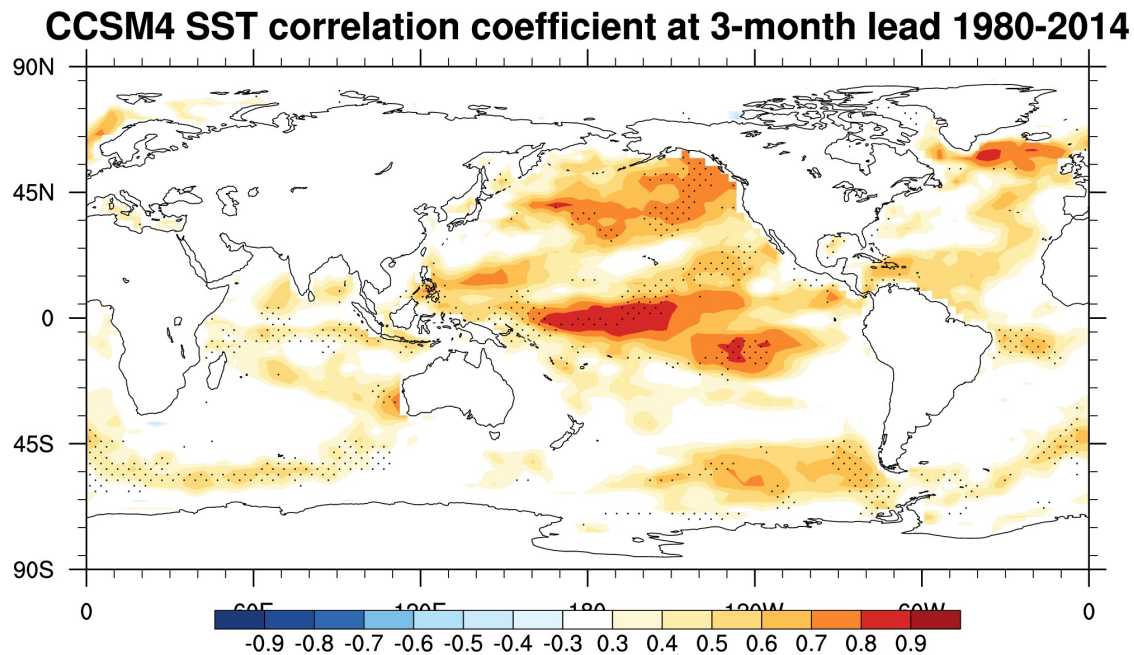 CCSM4 SST correlation coefficient at 3-month lead 1980-2014
90N
45N
0
45S
90S
0 60E 120E 180 120W 60W 0
-0.9 -0.8 -0.7 -0.6 -0.5 -0.4 -0.3 0.3 0.4 0.5 0.6 0.7 0.8 0.9